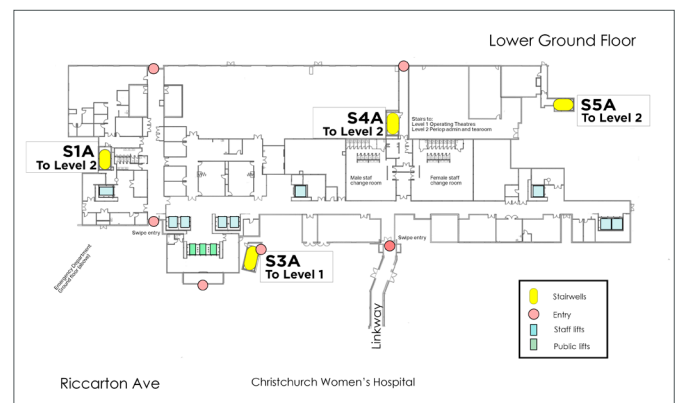 Lower Ground Floor
S4A
To Level 2
Stairs to:
Level 1 Operating Theatres
Level 2 Periop admin and tearoom
S5A
To Level 2
S1A
To Level 2
Male staff
change room
Female staff
change room
Swipe entry
Swipe entry
Emergency Department
Ground floor (above)
S3A
To Level 1
Linkway
Stairwells
Entry
Staff lifts
Public lifts
Riccarton Ave
Christchurch Women's Hospital